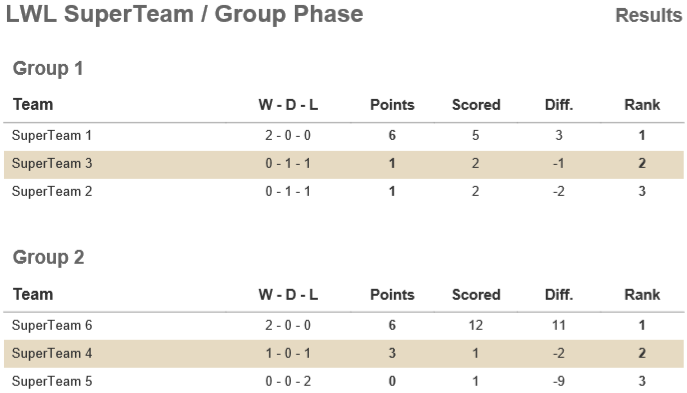 LWL SuperTeam / Group Phase Results
Group 1
Team W - D - L Points Scored Diff. Rank
SuperTeam 1 2 - 0 - 0 6 5 3 1
SuperTeam 3 0 - 1 - 1 1 2 -1 2
SuperTeam 2 0 - 1 - 1 1 2 -2 3
Group 2
Team W - D - L Points Scored Diff. Rank
SuperTeam 6 2 - 0 - 0 6 12 11 1
SuperTeam 4 1 - 0 - 1 3 1 -2 2
SuperTeam 5 0 - 0 - 2 0 1 -9 3